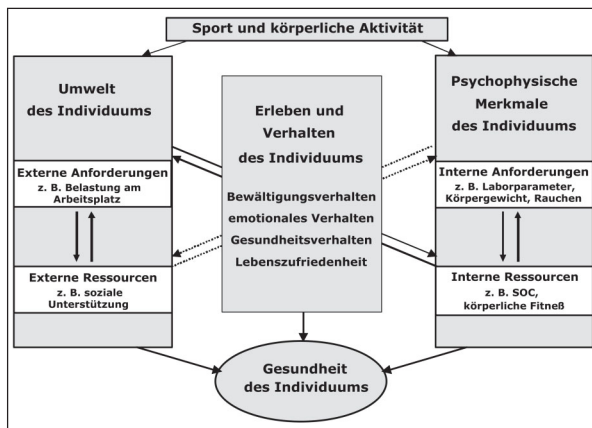 Sport und körperliche Aktivität
Umwelt
des Individuums
Externe Anforderungen
z. B. Belastung am
Arbeitsplatz
Externe Ressourcen
z. B. soziale
Unterstützung
Erleben und
Verhalten
des Individuums
Bewältigungsverhalten
emotionales Verhalten
Gesundheitsverhalten
Lebenszufriedenheit
Psychophysische
Merkmale
des Individuums
Interne Anforderungen
z. B. Laborparameter,
Körpergewicht, Rauchen
Interne Ressourcen
z. B. SOC,
körperliche Fitneß
Gesundheit
des Individuums